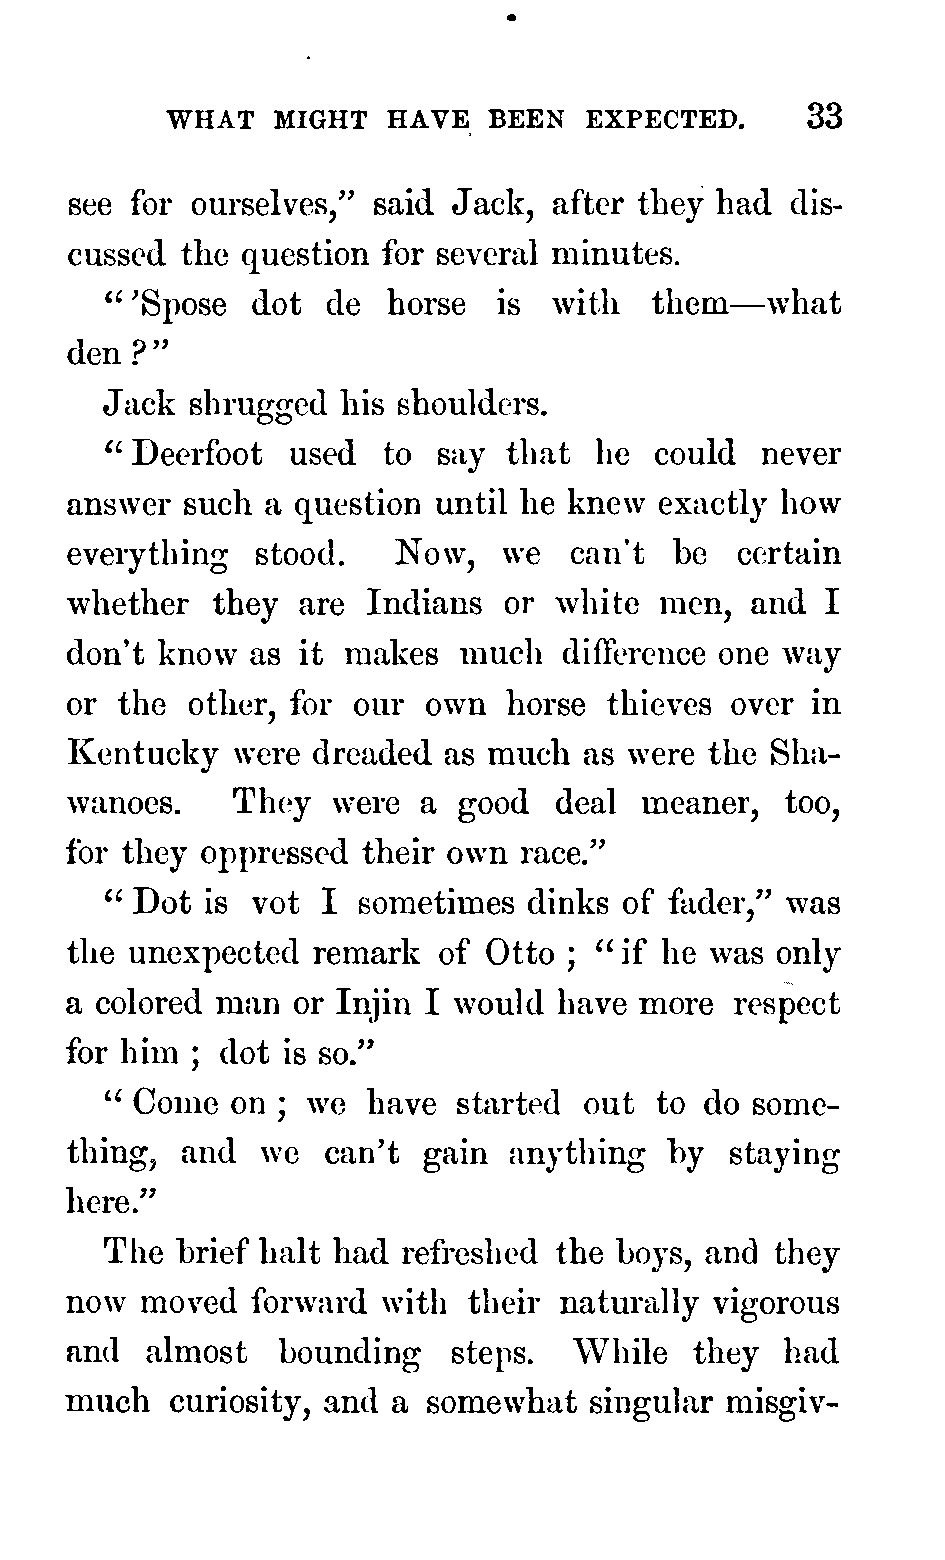 WHAT MIGHT HAVE BEEN EXPECTED. 33
see for ourselves,” said Jack, after they had dis-
cussed the question for several minutes.
“ ’Spose dot de horse is with them—what
den ?”
Jack shrugged his shoulders.
“ Deerfoot used to say that he could never
answer such a question until he knew exactly how
everything stood. Now, we can't be certain
whether they are Indians or white men, and I
don’t know as it makes much difference one way
or the other, for our own horse thieves over in
Kentucky were dreaded as much as were the Sha-
wanoes. They were a good deal meaner, too,
for they oppressed their own race.”
“ Dot is vot I sometimes dinks of fader,” was
the unexpected remark of Otto ; “ if he was only
a colored man or Injin I would have more respect
for him ; dot is so.”
“ Come on ; we have started out to do some-
thing, and we can’t gain anything by staying
here.”
The brief halt had refreshed the boys, and they
now moved forward with their naturally vigorous
and almost bounding steps. While they had
much curiosity, and a somewhat singular misgiv-